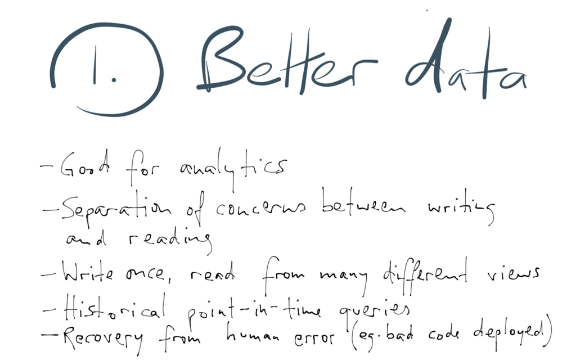 1. Better data
- Good for analytics
- Separation of concerns between writing
and reading
- Write once, read from many different views
- Historical point-in-time queries
- Recovery from human error (eg. bad code deployed)